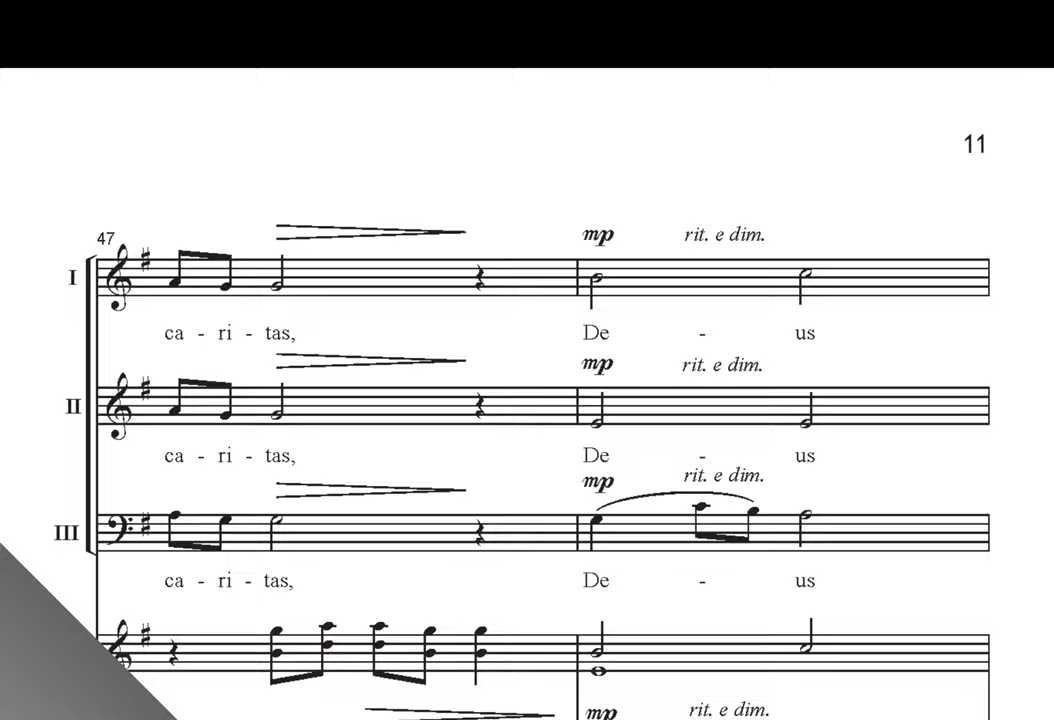 11
47
mp rit. e dim.
I
ca - ri - tas, De - us
mp rit. e dim.
II
ca - ri - tas, De - us
mp rit. e dim.
III
ca - ri - tas, De - us
mp rit. e dim.